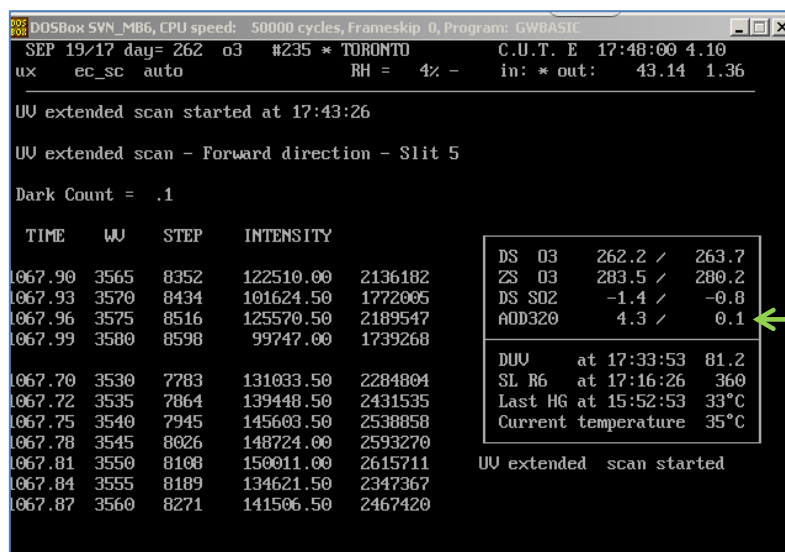 DOSBox SVN_MB6, CPU speed: 50000 cycles, Frameskip 0, Program: GWBASIC
SEP 19/17 day= 262 o3 #235 * TORONTO C.U.T. E 17:48:00 4.10
ux ec_sc auto RH = 4% - in: * out: 43.14 1.36
UV extended scan started at 17:43:26
UV extended scan - Forward direction - Slit 5
Dark Count = .1
TIME WV STEP INTENSITY
1067.90 3565 8352 122510.00 2136182
1067.93 3570 8434 101624.50 1772005
1067.96 3575 8516 125570.50 2189547
1067.99 3580 8598 99747.00 1739268
1067.70 3530 7783 131033.50 2284804
1067.72 3535 7864 139448.50 2431535
1067.75 3540 7945 145603.50 2538858
1067.78 3545 8026 148724.00 2593270
1067.81 3550 8108 150011.00 2615711
1067.84 3555 8189 134621.50 2347367
1067.87 3560 8271 141506.50 2467420
DS O3 262.2 / 263.7
ZS O3 283.5 / 280.2
DS SO2 -1.4 / -0.8
AOD320 4.3 / 0.1
DUV at 17:33:53 81.2
SL R6 at 17:16:26 360
Last HG at 15:52:53 33°C
Current temperature 35°C
UV extended scan started